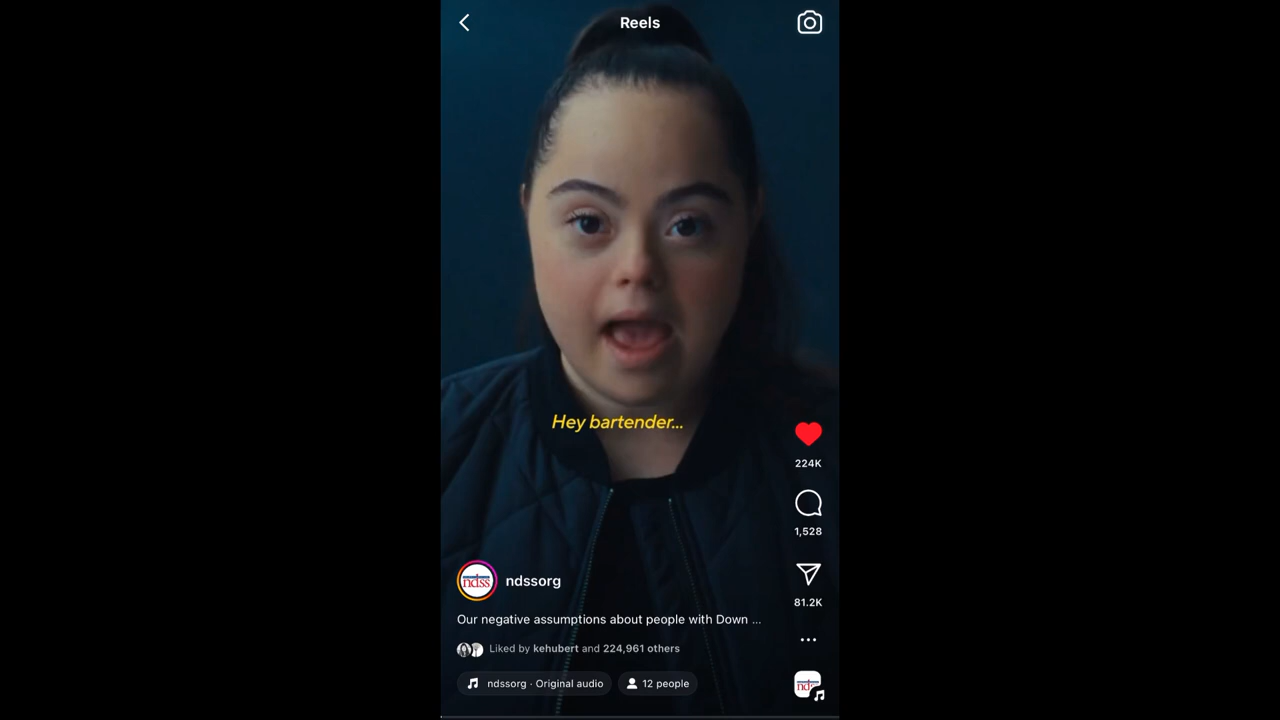 Reels
Hey bartender...
224K
1,528
ndss
ndssorg
81.2K
Our negative assumptions about people with Down ...
Liked by kehubert and 224,961 others
ndssorg · Original audio
12 people